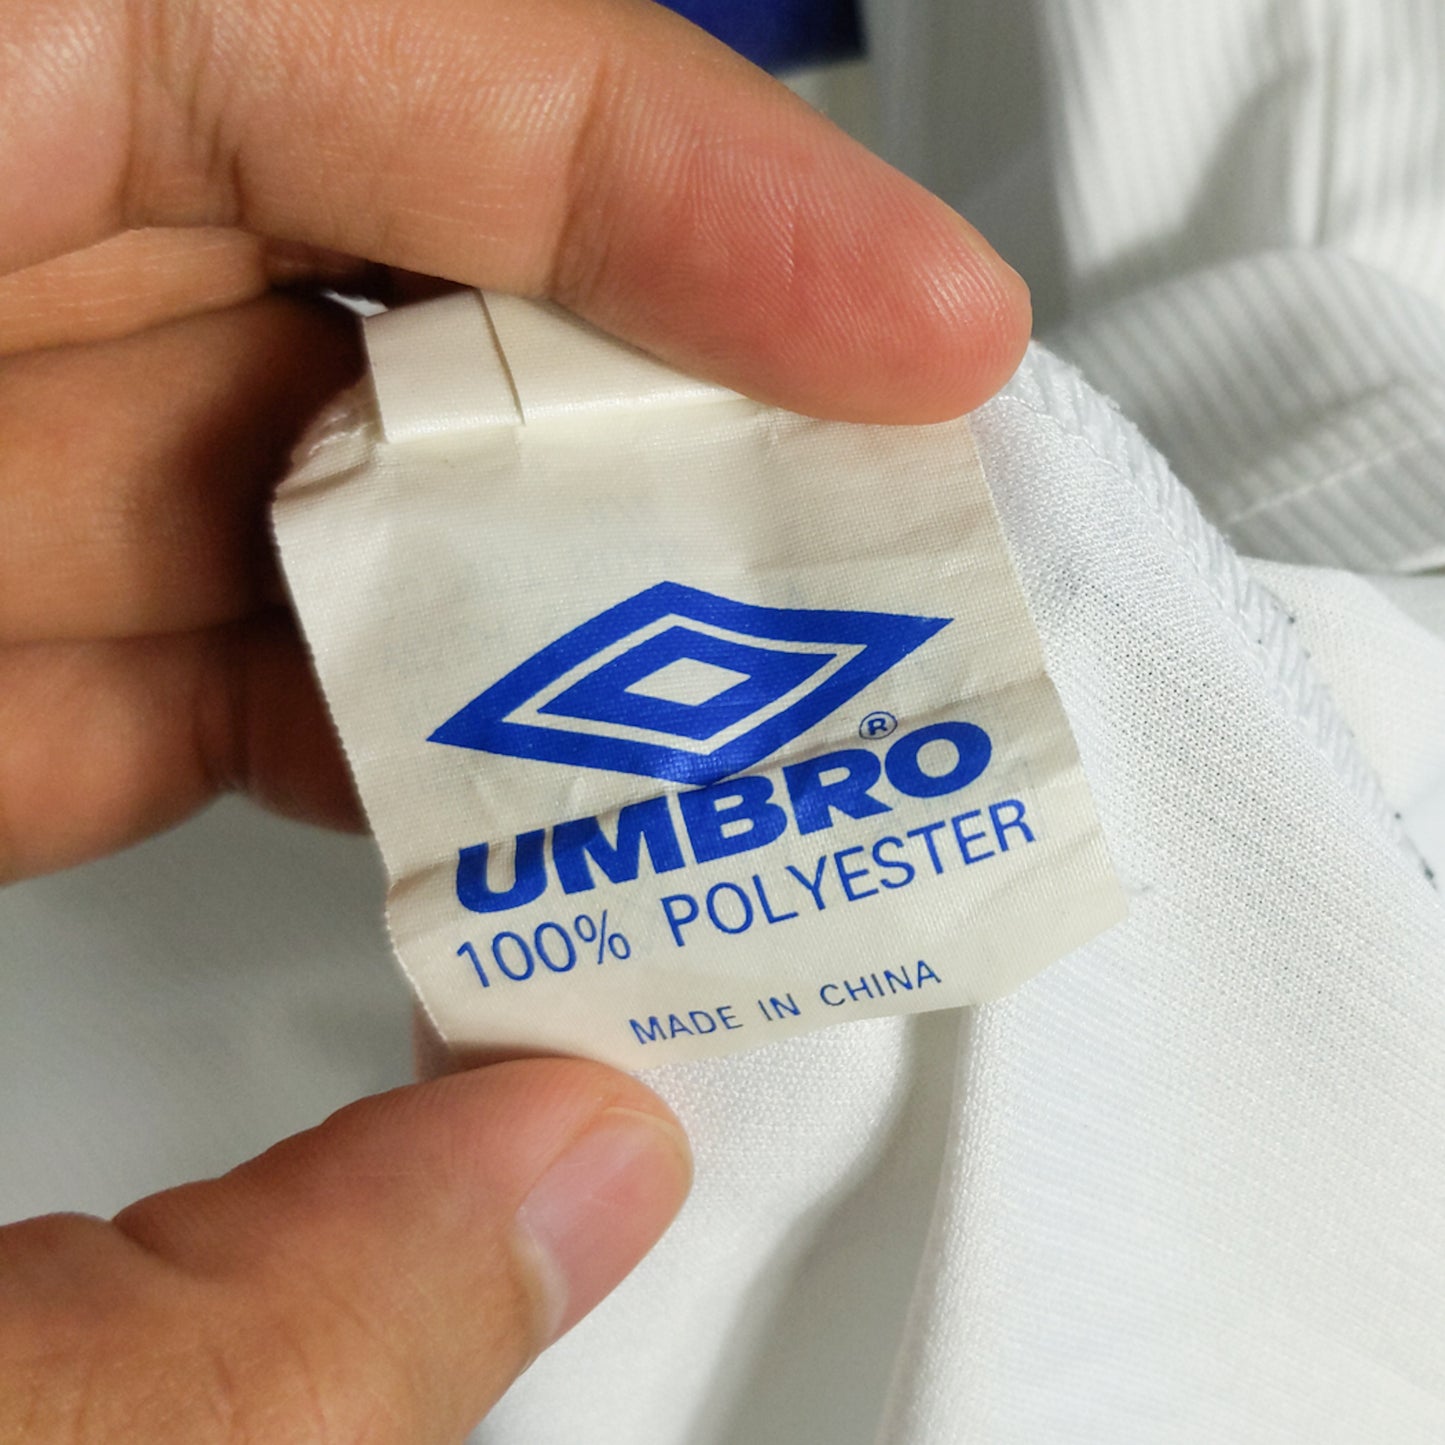 UMBRO®
100% POLYESTER
MADE IN CHINA